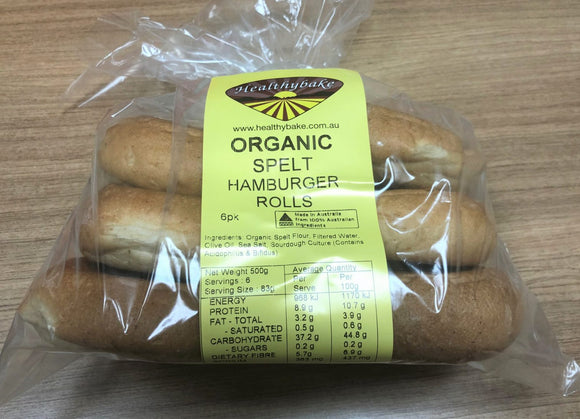 Healthybake
www.healthybake.com.au
ORGANIC
SPELT
HAMBURGER
ROLLS
6pk
Made in Australia
from 100% Australian
Ingredients
Ingredients: Organic Spelt Flour, Filtered Water,
Olive Oil, Sea Salt, Sourdough Culture (Contains
Acidophilus & Bifidus)
Net Weight 500g
Servings : 6
Serving Size : 83g
Average Quantity
Per Per
Serve 100g
ENERGY 968 kJ 1170 kJ
PROTEIN 8.9g 10.7 g
FAT - TOTAL 3.2 g 3.9 g
- SATURATED 0.5 g 0.6 g
CARBOHYDRATE 37.2 g 44.8 g
- SUGARS 0.2 g 0.2 g
DIETARY FIBRE 5.7g 6.9 g